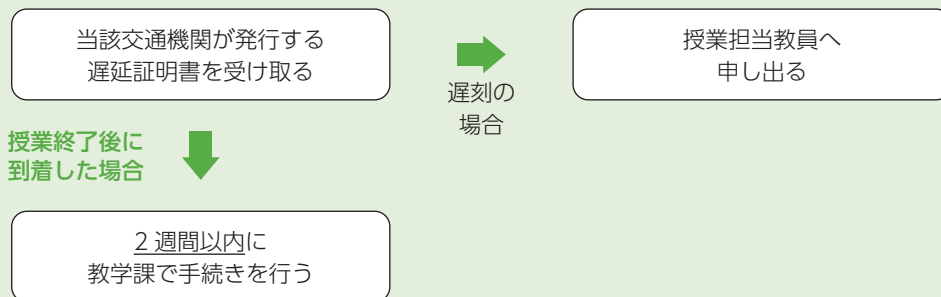 当該交通機関が発行する
遅延証明書を受け取る
遅刻の
場合
授業担当教員へ
申し出る
授業終了後に
到着した場合
2 週間以内に
教学課で手続きを行う